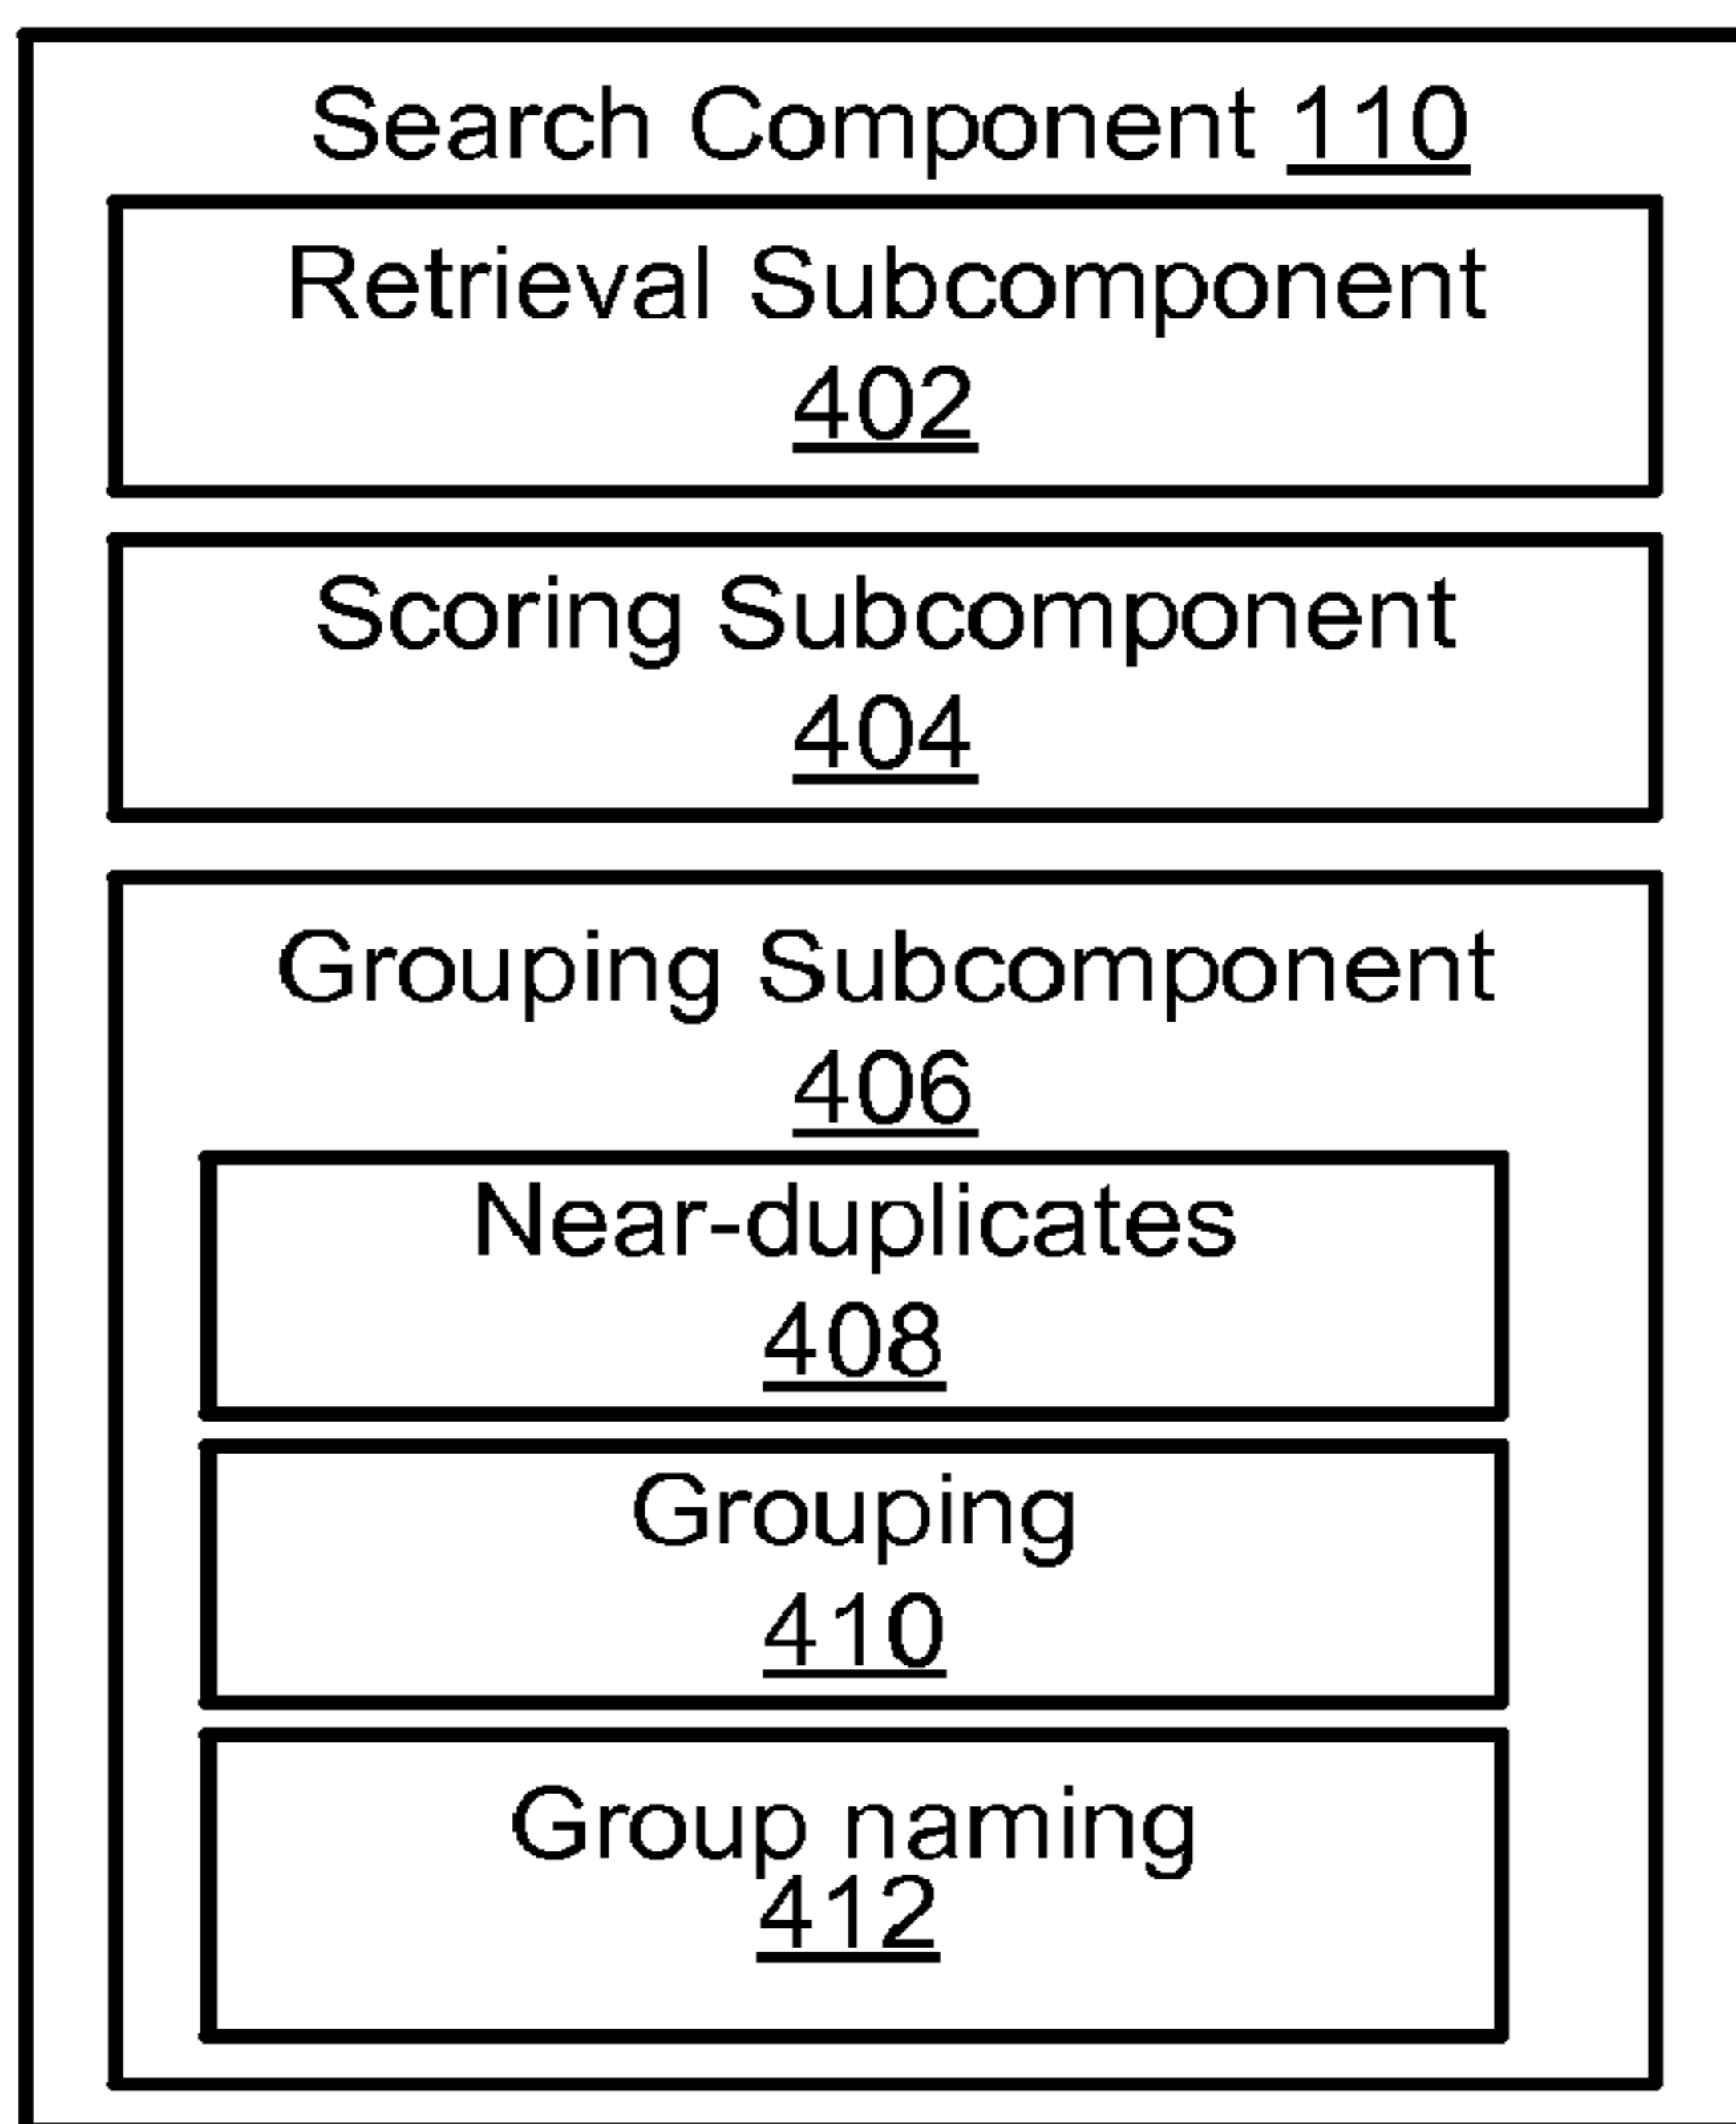 Search Component 110
Retrieval Subcomponent
402
Scoring Subcomponent
404
Grouping Subcomponent
406
Near-duplicates
408
Grouping
410
Group naming
412